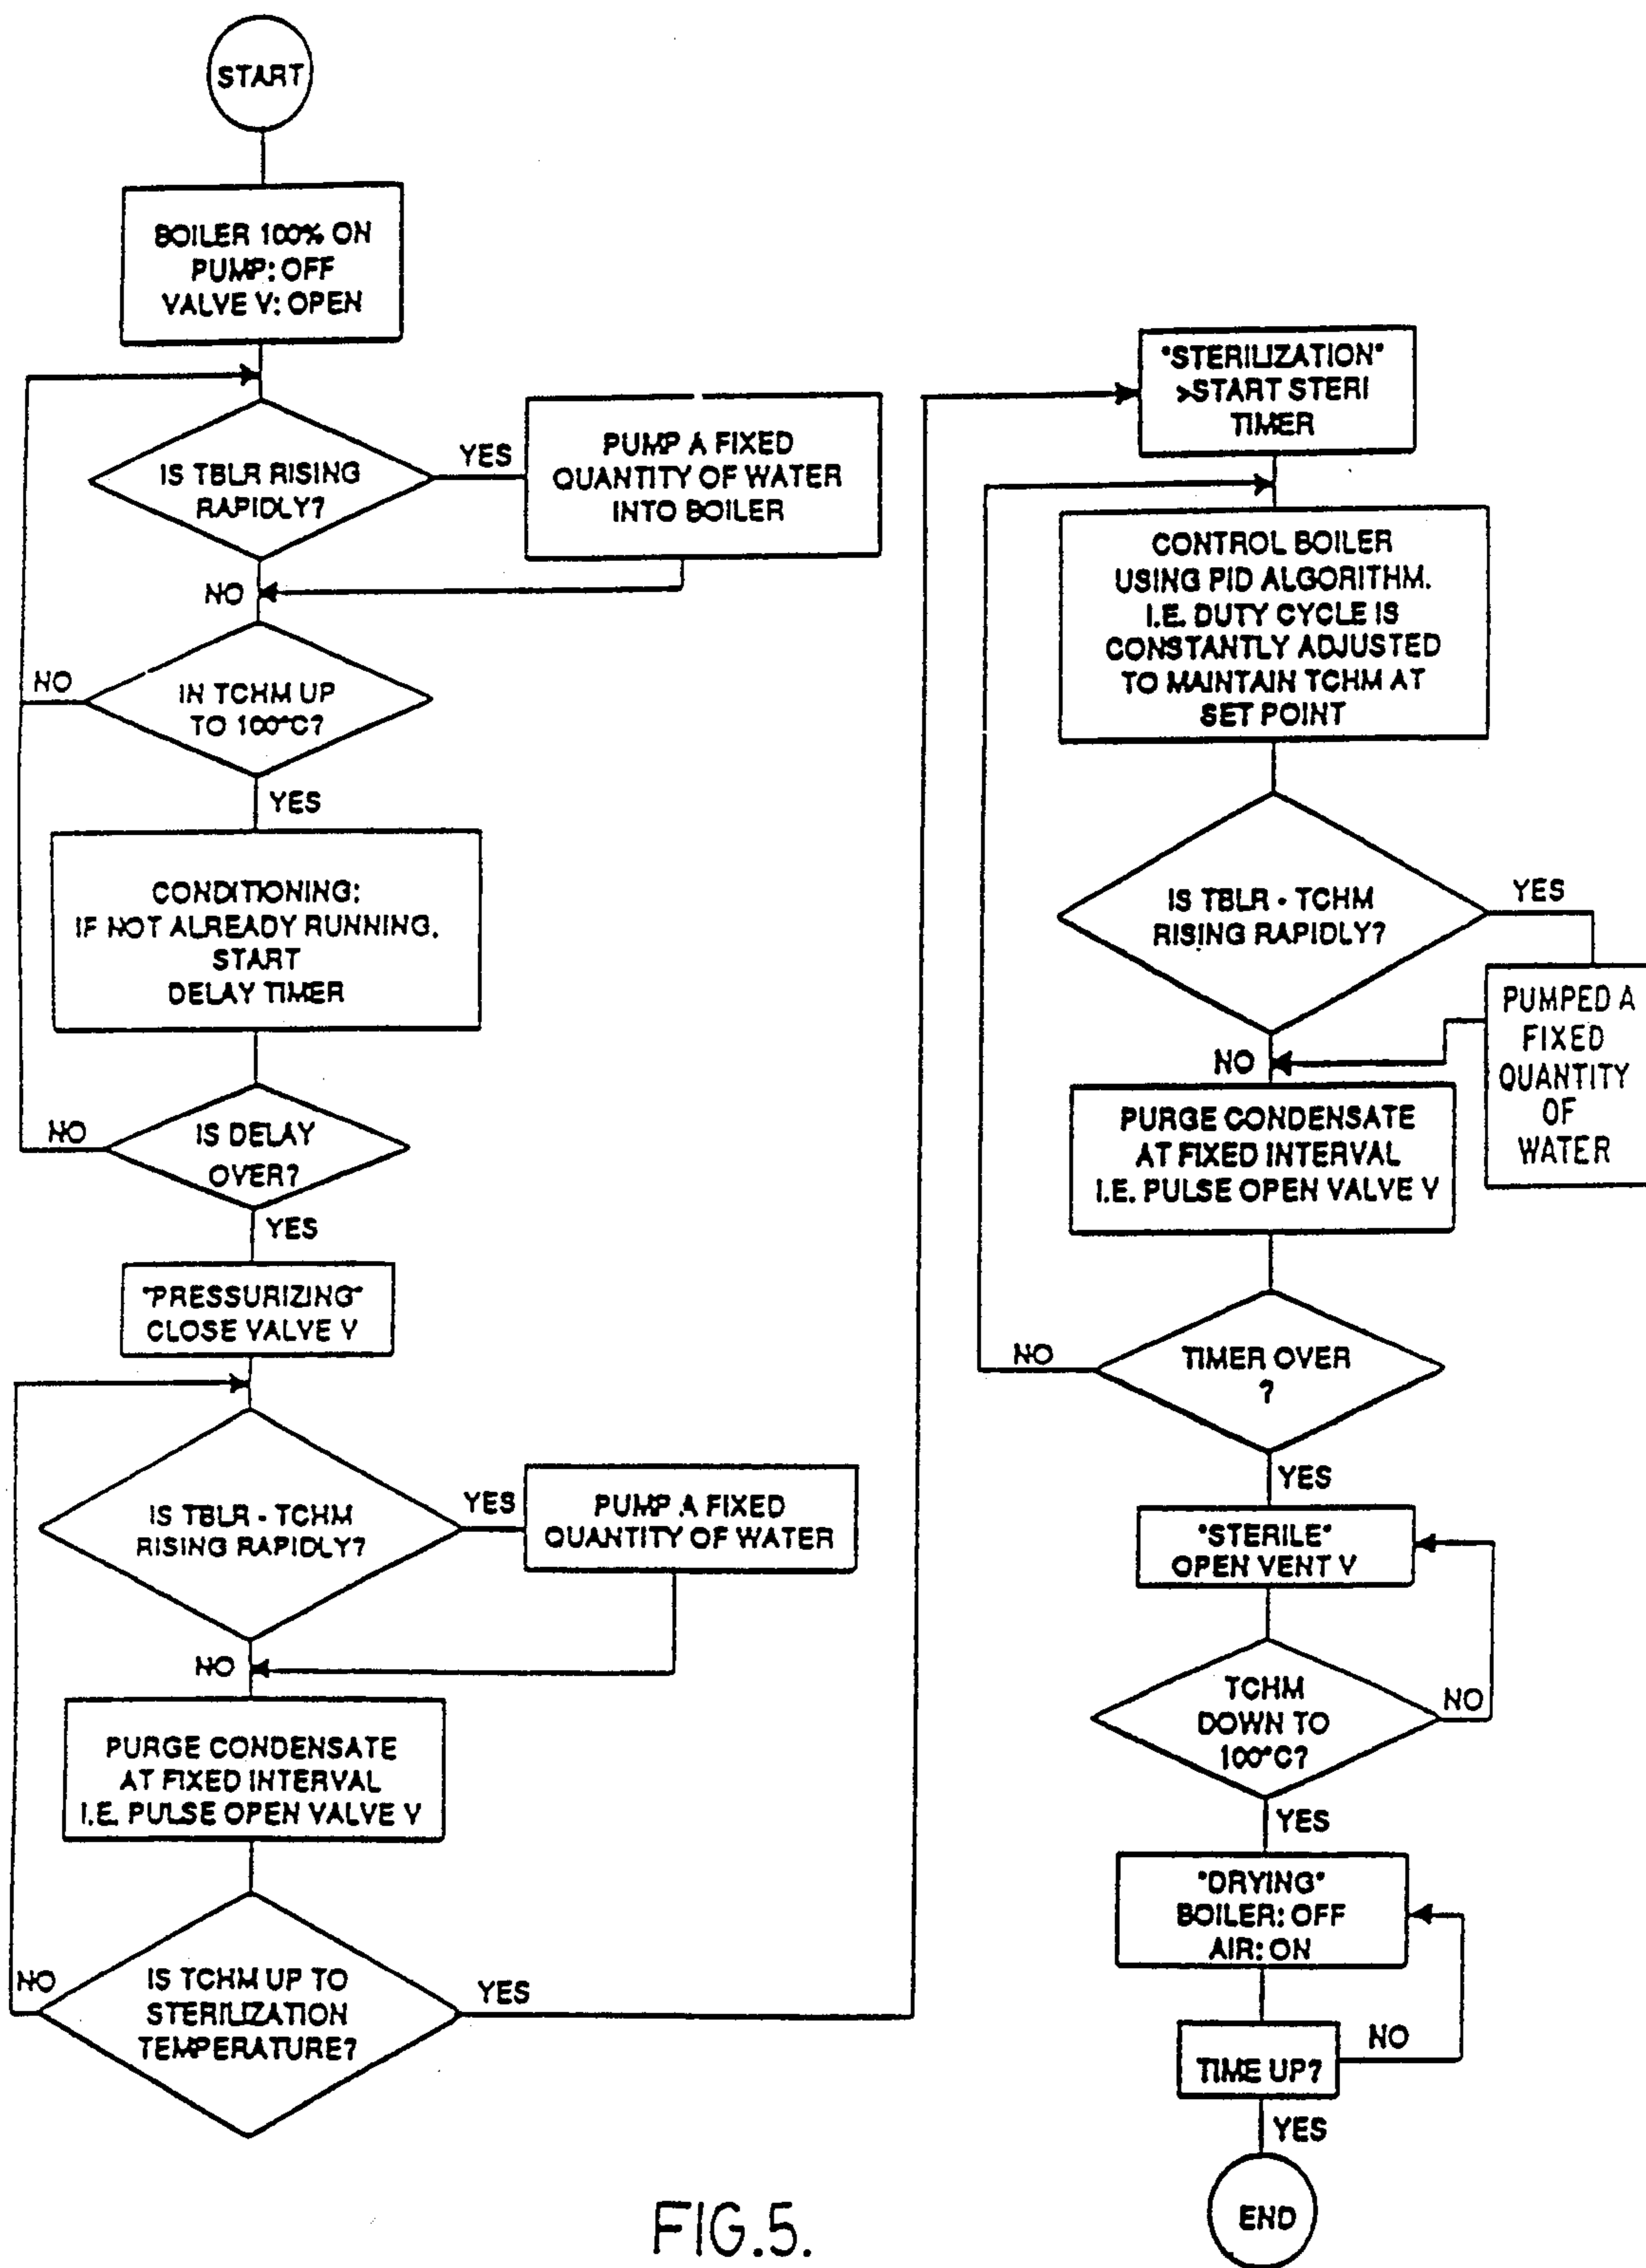 START
BOILER 100% ON
PUMP: OFF
VALVE V: OPEN
IS TBLR RISING
RAPIDLY?
YES
PUMP A FIXED
QUANTITY OF WATER
INTO BOILER
NO
IN TCHM UP
TO 100°C?
NO
YES
CONDITIONING:
IF NOT ALREADY RUNNING,
START
DELAY TIMER
IS DELAY
OVER?
NO
YES
"PRESSURIZING"
CLOSE VALVE V
IS TBLR - TCHM
RISING RAPIDLY?
YES
PUMP A FIXED
QUANTITY OF WATER
NO
PURGE CONDENSATE
AT FIXED INTERVAL
I.E. PULSE OPEN VALVE V
IS TCHM UP TO
STERILIZATION
TEMPERATURE?
NO
YES
"STERILIZATION"
>START STERI
TIMER
CONTROL BOILER
USING PID ALGORITHM.
I.E. DUTY CYCLE IS
CONSTANTLY ADJUSTED
TO MAINTAIN TCHM AT
SET POINT
IS TBLR - TCHM
RISING RAPIDLY?
YES
PUMPED A
FIXED
QUANTITY
OF
WATER
NO
PURGE CONDENSATE
AT FIXED INTERVAL
I.E. PULSE OPEN VALVE V
TIMER OVER
?
NO
YES
"STERILE"
OPEN VENT V
TCHM
DOWN TO
100°C?
NO
YES
"DRYING"
BOILER: OFF
AIR: ON
TIME UP?
NO
YES
END
FIG.5.